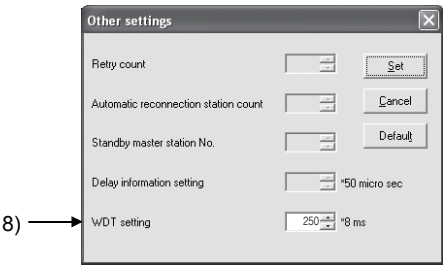 Other settings
Retry count
Set
Automatic reconnection station count
Cancel
Standby master station No.
Default
Delay information setting
*50 micro sec
8)
WDT setting
250
*8 ms